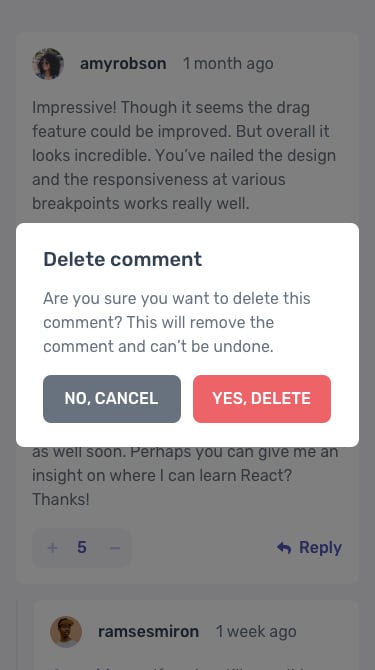 amyrobson 1 month ago
Impressive! Though it seems the drag
feature could be improved. But overall it
looks incredible. You’ve nailed the design
and the responsiveness at various
breakpoints works really well.
Delete comment
Are you sure you want to delete this
comment? This will remove the
comment and can’t be undone.
NO, CANCEL YES, DELETE
as well soon. Perhaps you can give me an
insight on where I can learn React?
Thanks!
+ 5 −
Reply
ramsesmiron 1 week ago